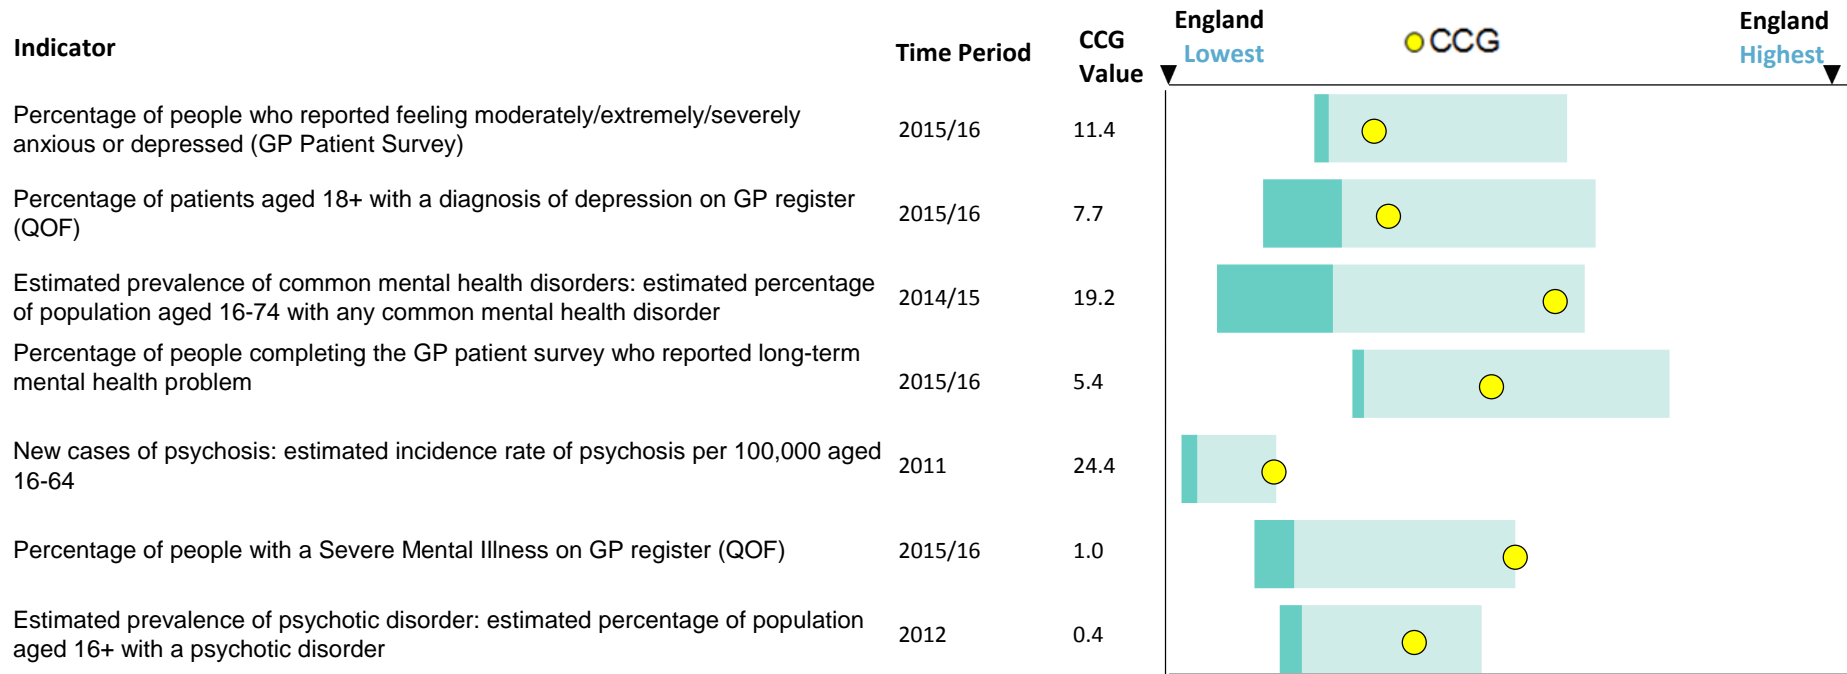 Indicator
Time Period
CCG
Value
England
Lowest
CCG
England
Highest
Percentage of people who reported feeling moderately/extremely/severely
anxious or depressed (GP Patient Survey)
2015/16
11.4
Percentage of patients aged 18+ with a diagnosis of depression on GP register
(QOF)
2015/16
7.7
Estimated prevalence of common mental health disorders: estimated percentage
of population aged 16-74 with any common mental health disorder
2014/15
19.2
Percentage of people completing the GP patient survey who reported long-term
mental health problem
2015/16
5.4
New cases of psychosis: estimated incidence rate of psychosis per 100,000 aged
16-64
2011
24.4
Percentage of people with a Severe Mental Illness on GP register (QOF)
2015/16
1.0
Estimated prevalence of psychotic disorder: estimated percentage of population
aged 16+ with a psychotic disorder
2012
0.4